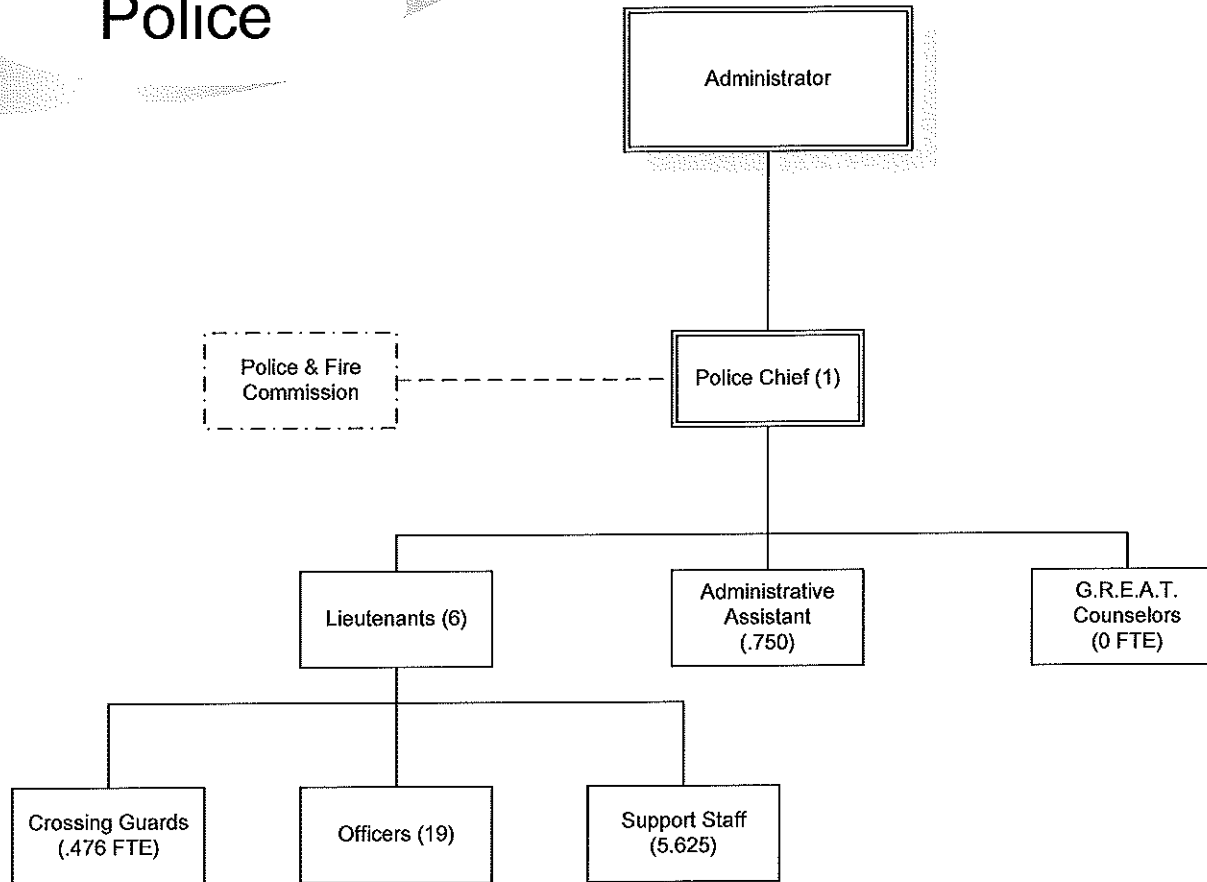 Police
Administrator
Police & Fire
Commission
Police Chief (1)
Lieutenants (6)
Administrative
Assistant
(.750)
G.R.E.A.T.
Counselors
(0 FTE)
Crossing Guards
(.476 FTE)
Officers (19)
Support Staff
(5.625)